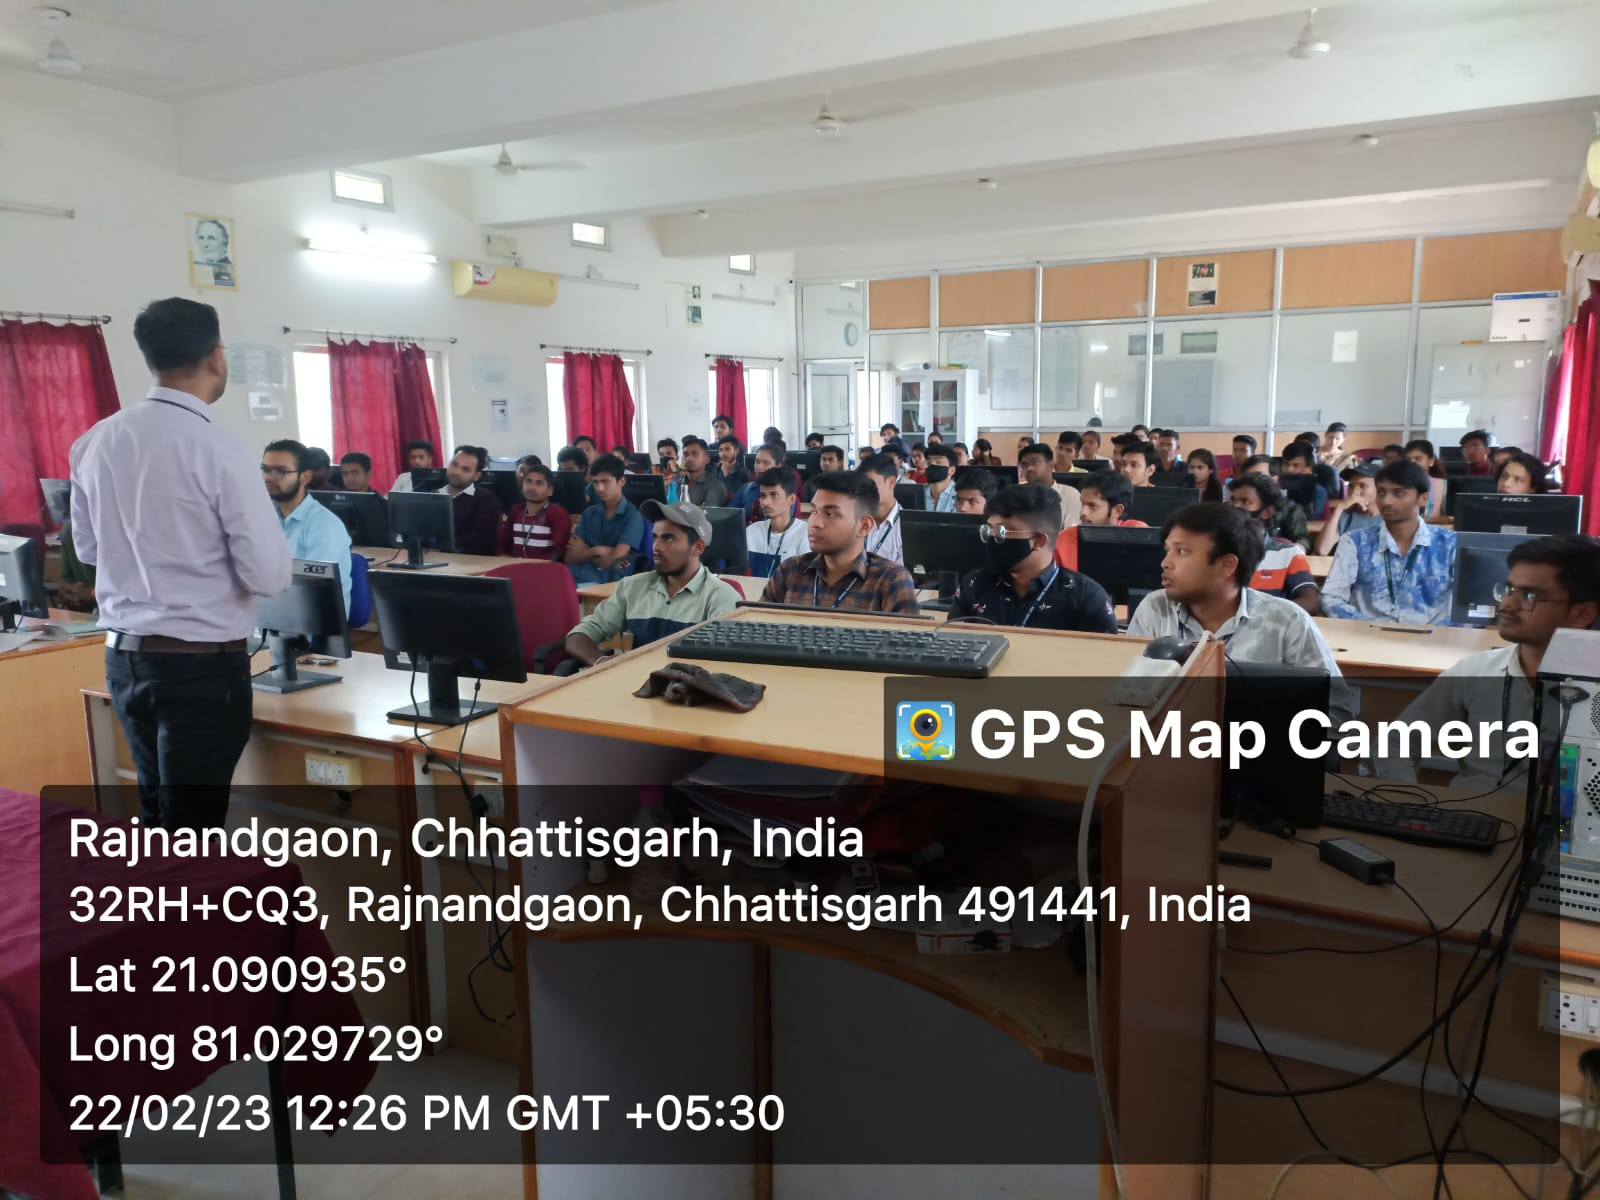 acer
HCL
GPS Map Camera
Rajnandgaon, Chhattisgarh, India
32RH+CQ3, Rajnandgaon, Chhattisgarh 491441, India
Lat 21.090935°
Long 81.029729°
22/02/23 12:26 PM GMT +05:30